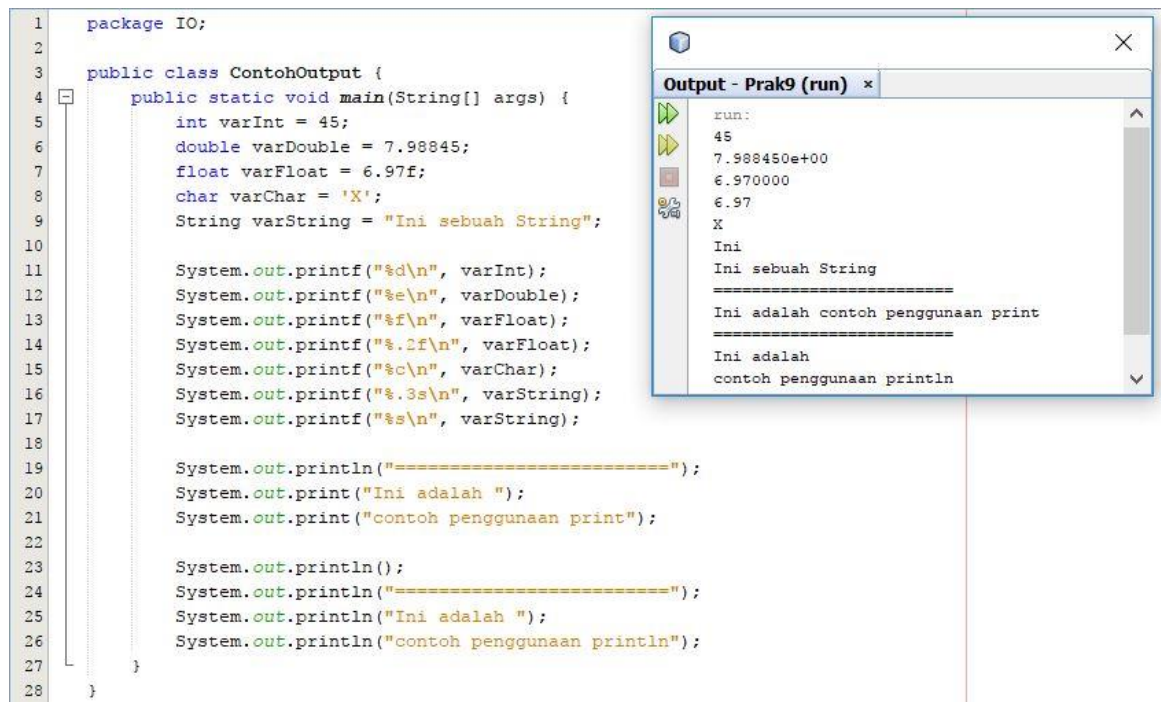 1 package IO;
2
3 public class ContohOutput {
4 public static void main(String[] args) {
5 int varInt = 45;
6 double varDouble = 7.98845;
7 float varFloat = 6.97f;
8 char varChar = 'X';
9 String varString = "Ini sebuah String";
10
11 System.out.printf("%d\n", varInt);
12 System.out.printf("%e\n", varDouble);
13 System.out.printf("%f\n", varFloat);
14 System.out.printf("%.2f\n", varFloat);
15 System.out.printf("%c\n", varChar);
16 System.out.printf("%.3s\n", varString);
17 System.out.printf("%s\n", varString);
18
19 System.out.println("=========================");
20 System.out.print("Ini adalah ");
21 System.out.print("contoh penggunaan print");
22
23 System.out.println();
24 System.out.println("=========================");
25 System.out.println("Ini adalah ");
26 System.out.println("contoh penggunaan println");
27 }
28 }
Output - Prak9 (run) ×
run:
45
7.988450e+00
6.970000
6.97
X
Ini
Ini sebuah String
=========================
Ini adalah contoh penggunaan print
=========================
Ini adalah
contoh penggunaan println